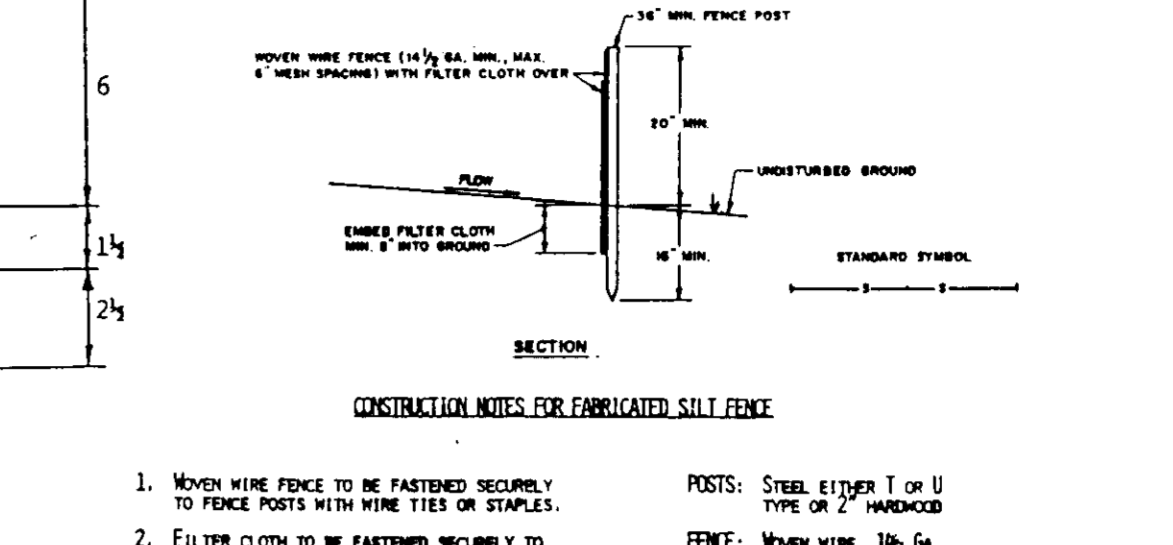 36" MIN. FENCE POST
WOVEN WIRE FENCE (14½ GA. MIN., MAX.
6" MESH SPACING) WITH FILTER CLOTH OVER
6
20" MIN.
UNDISTURBED GROUND
FLOW
EMBED FILTER CLOTH
MIN. 8" INTO GROUND
1½
16" MIN.
STANDARD SYMBOL
S S
2½
SECTION
CONSTRUCTION NOTES FOR FABRICATED SILT FENCE
1. WOVEN WIRE FENCE TO BE FASTENED SECURELY
TO FENCE POSTS WITH WIRE TIES OR STAPLES.
POSTS: STEEL EITHER T OR U
TYPE OR 2" HARDWOOD
2. FILTER CLOTH TO BE FASTENED SECURELY TO
FENCE: WOVEN WIRE, 14½ GA.